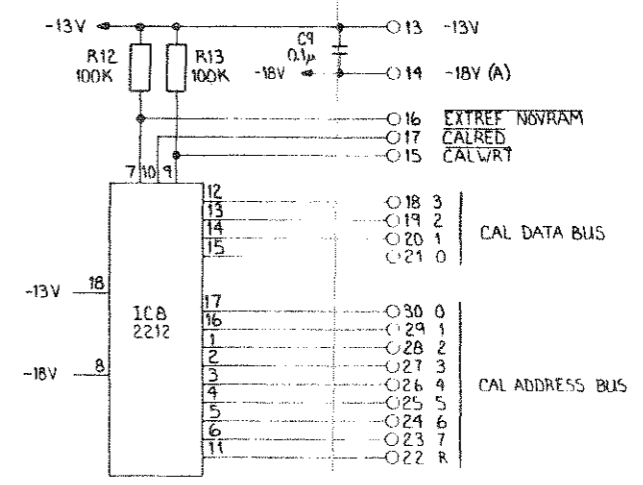 -13V 13 -13V
R12 100K
R13 100K
C9 0.1µ
-18V 14 -18V (A)
16 EXTREF NOVRAM
17 CALRED
15 CALWRT
7 10 9
12 18 3
13 19 2
14 20 1
15 21 0
CAL DATA BUS
-13V 18
IC8
2212
-18V 8
17 30 0
16 29 1
1 28 2
2 27 3
3 26 4
4 25 5
5 24 6
6 23 7
11 22 R
CAL ADDRESS BUS